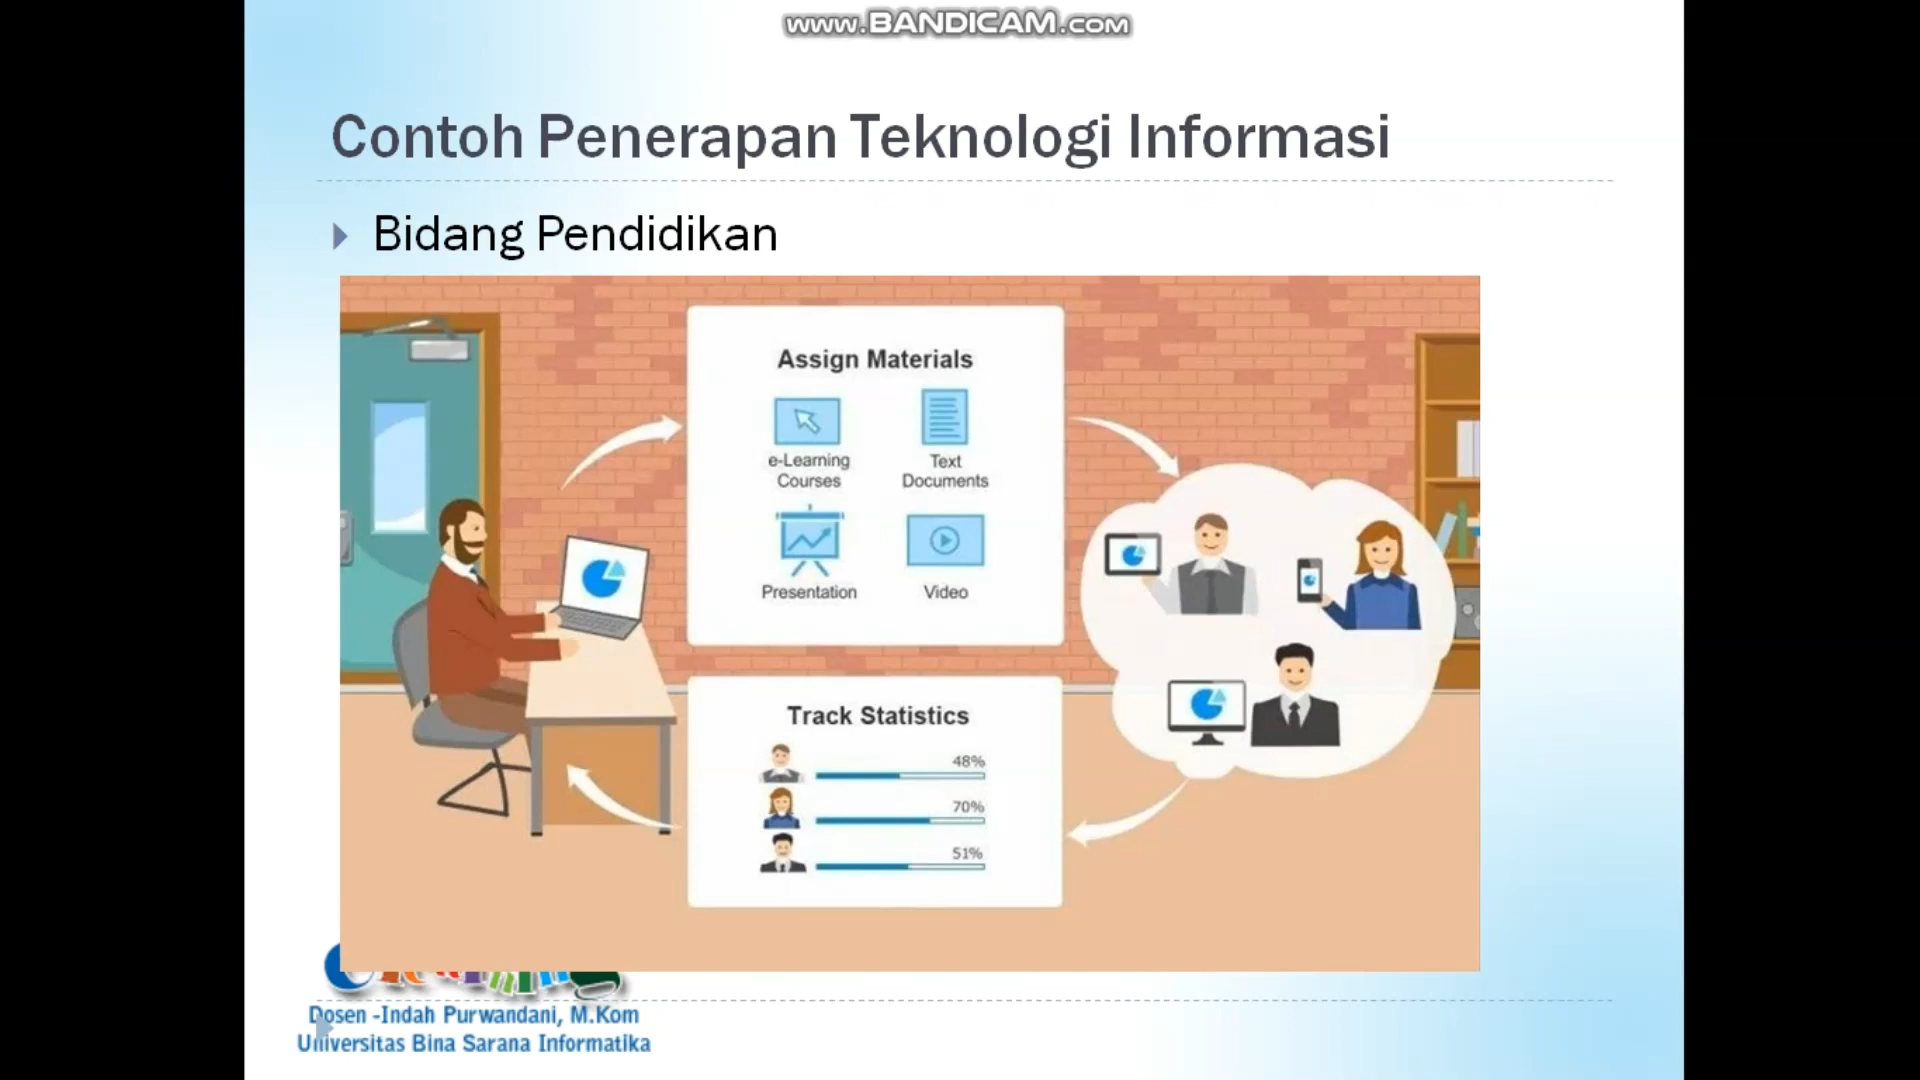 www.BANDICAM.com
Contoh Penerapan Teknologi Informasi
Bidang Pendidikan
Assign Materials
e-Learning
Courses
Text
Documents
Presentation
Video
Track Statistics
48%
70%
51%
Dosen -Indah Purwandani, M.Kom
Universitas Bina Sarana Informatika